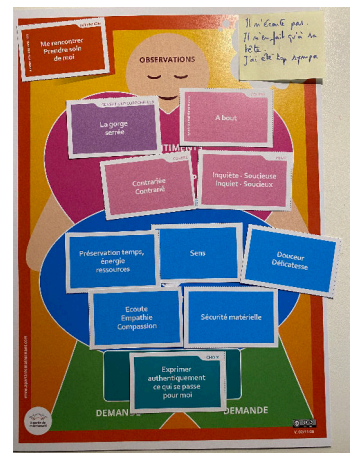 Me rencontrer
Prendre soin
de moi
Il n'écoute pas.
Il n'en fait qu'à sa
tête.
J'ai été trop sympa
OBSERVATIONS
La gorge
serrée
A bout
Contrariée
Contrarié
Inquiète - Soucieuse
Inquiet - Soucieux
Préservation temps,
énergie
ressources
Sens
Douceur
Délicatesse
Ecoute
Empathie
Compassion
Sécurité matérielle
CHOIX
Exprimer
authentiquement
ce qui se passe
pour moi
DEMANDE
DEMANDE